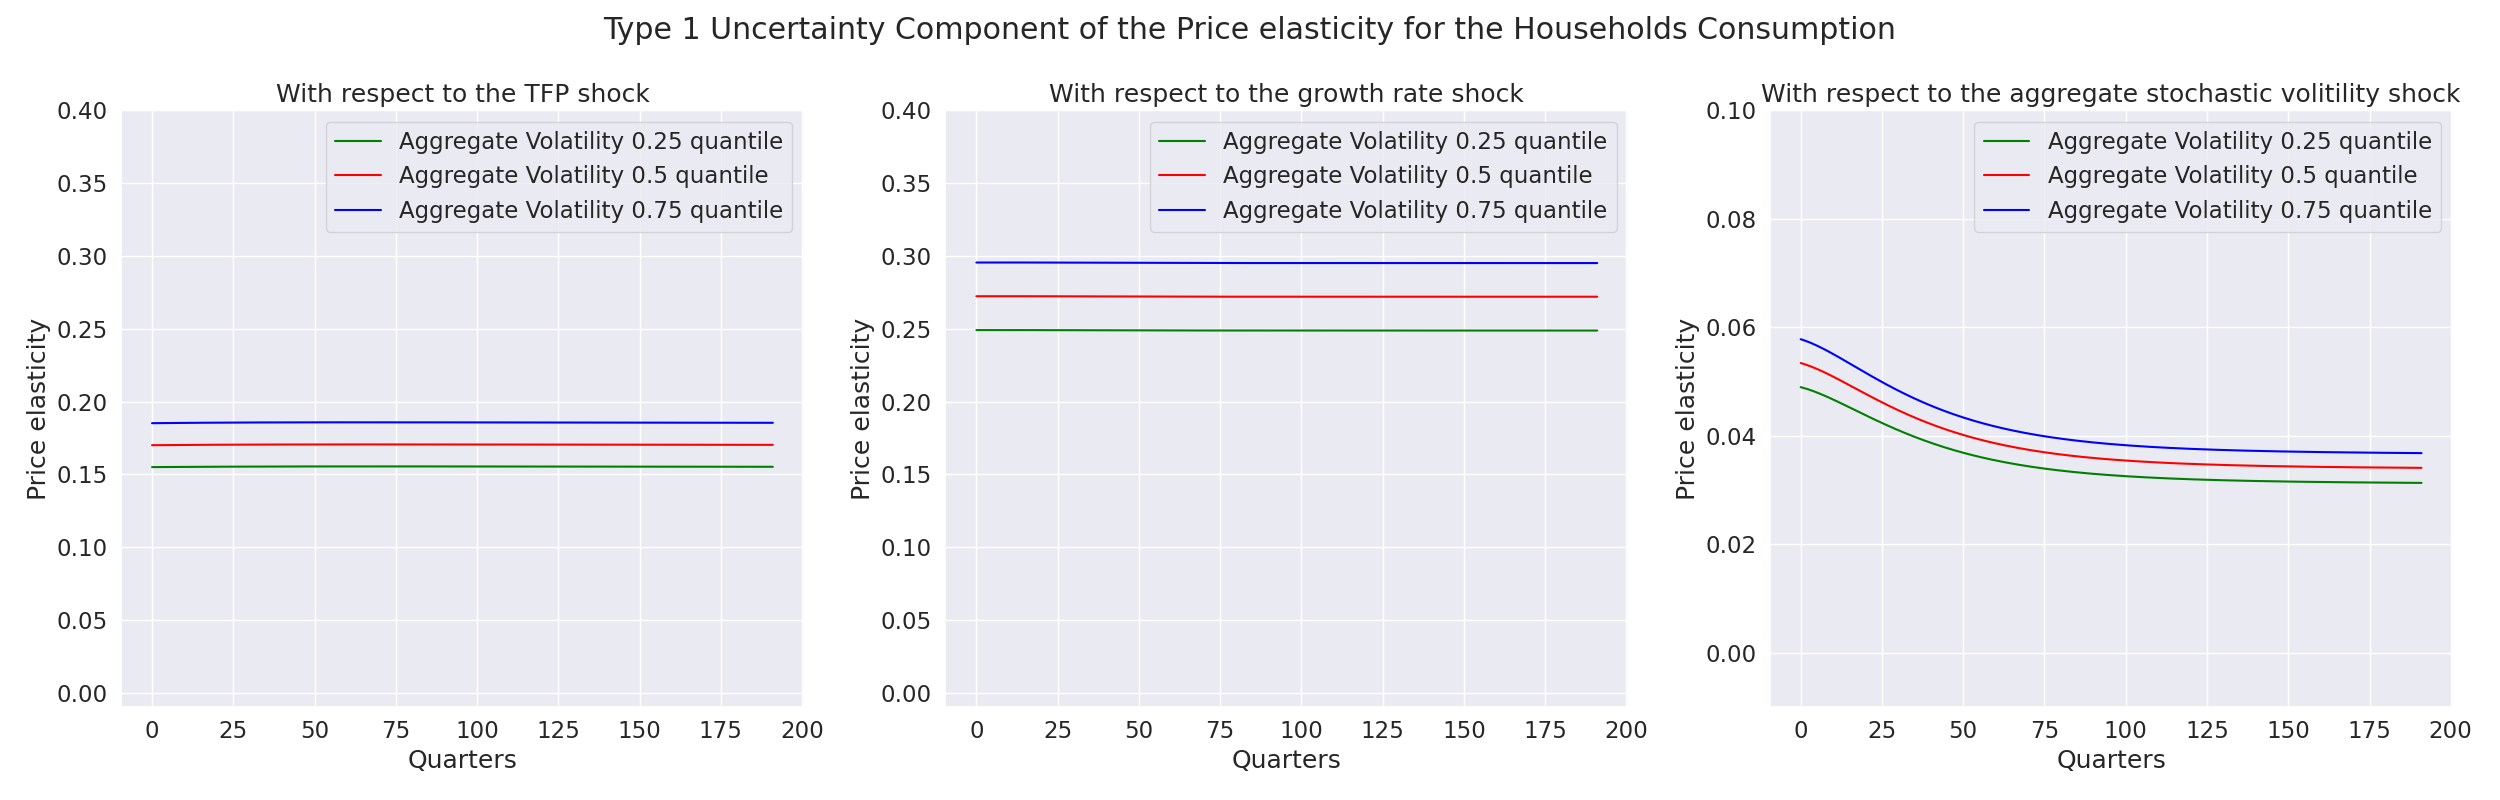 Type 1 Uncertainty Component of the Price elasticity for the Households Consumption
With respect to the TFP shock
0.40
0.35
0.30
0.25
0.20
0.15
0.10
0.05
0.00
Price elasticity
Aggregate Volatility 0.25 quantile
Aggregate Volatility 0.5 quantile
Aggregate Volatility 0.75 quantile
0 25 50 75 100 125 150 175 200
Quarters
With respect to the growth rate shock
0.40
0.35
0.30
0.25
0.20
0.15
0.10
0.05
0.00
Price elasticity
Aggregate Volatility 0.25 quantile
Aggregate Volatility 0.5 quantile
Aggregate Volatility 0.75 quantile
0 25 50 75 100 125 150 175 200
Quarters
With respect to the aggregate stochastic volitility shock
0.10
0.08
0.06
0.04
0.02
0.00
Price elasticity
Aggregate Volatility 0.25 quantile
Aggregate Volatility 0.5 quantile
Aggregate Volatility 0.75 quantile
0 25 50 75 100 125 150 175 200
Quarters